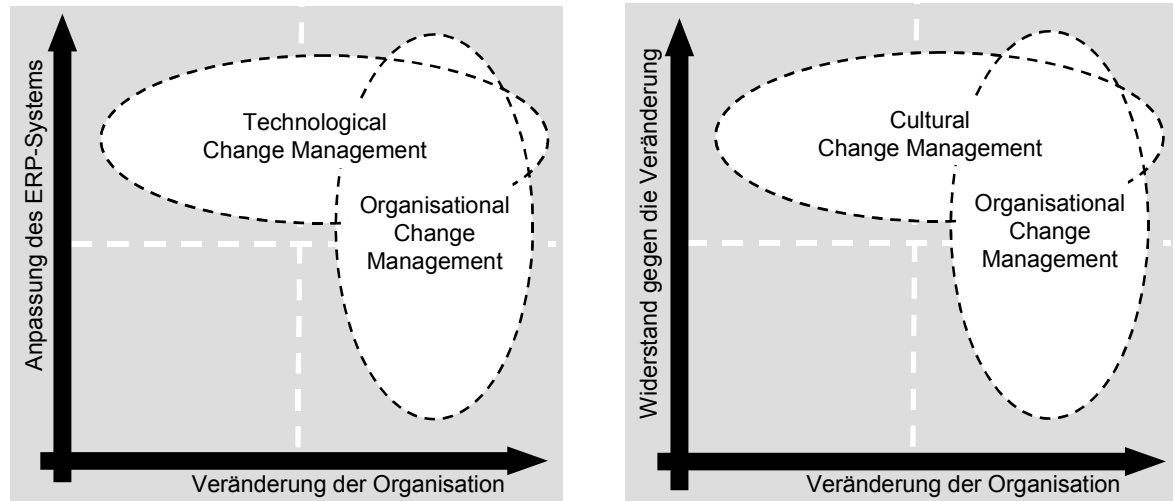 Anpassung des ERP-Systems
Technological
Change Management
Organisational
Change
Management
Veränderung der Organisation
Widerstand gegen die Veränderung
Cultural
Change Management
Organisational
Change
Management
Veränderung der Organisation